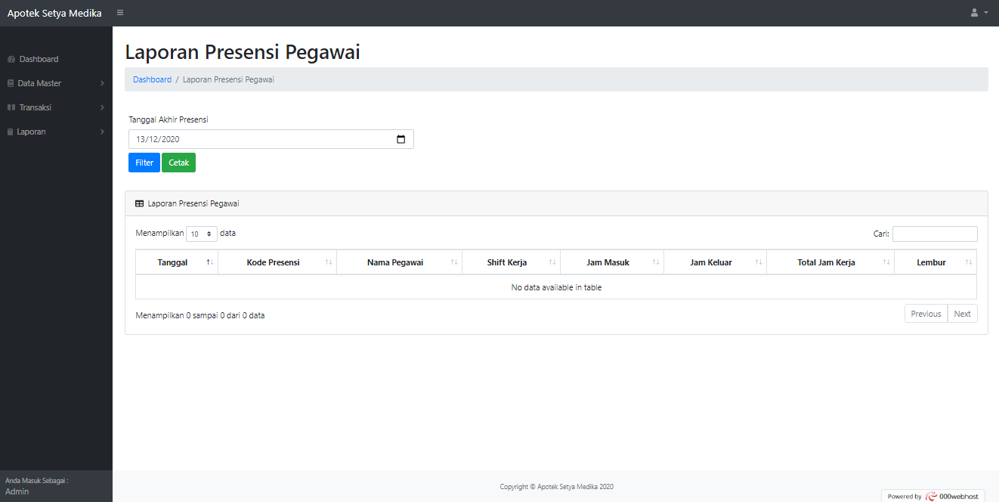 Apotek Setya Medika
Dashboard
Data Master
Transaksi
Laporan
Anda Masuk Sebagai :
Admin
Laporan Presensi Pegawai
Dashboard / Laporan Presensi Pegawai
Tanggal Akhir Presensi
13/12/2020
Filter Cetak
Laporan Presensi Pegawai
Menampilkan 10 data Cari:
Tanggal Kode Presensi Nama Pegawai Shift Kerja Jam Masuk Jam Keluar Total Jam Kerja Lembur
No data available in table
Menampilkan 0 sampai 0 dari 0 data Previous Next
Copyright © Apotek Setya Medika 2020
Powered by 000webhost